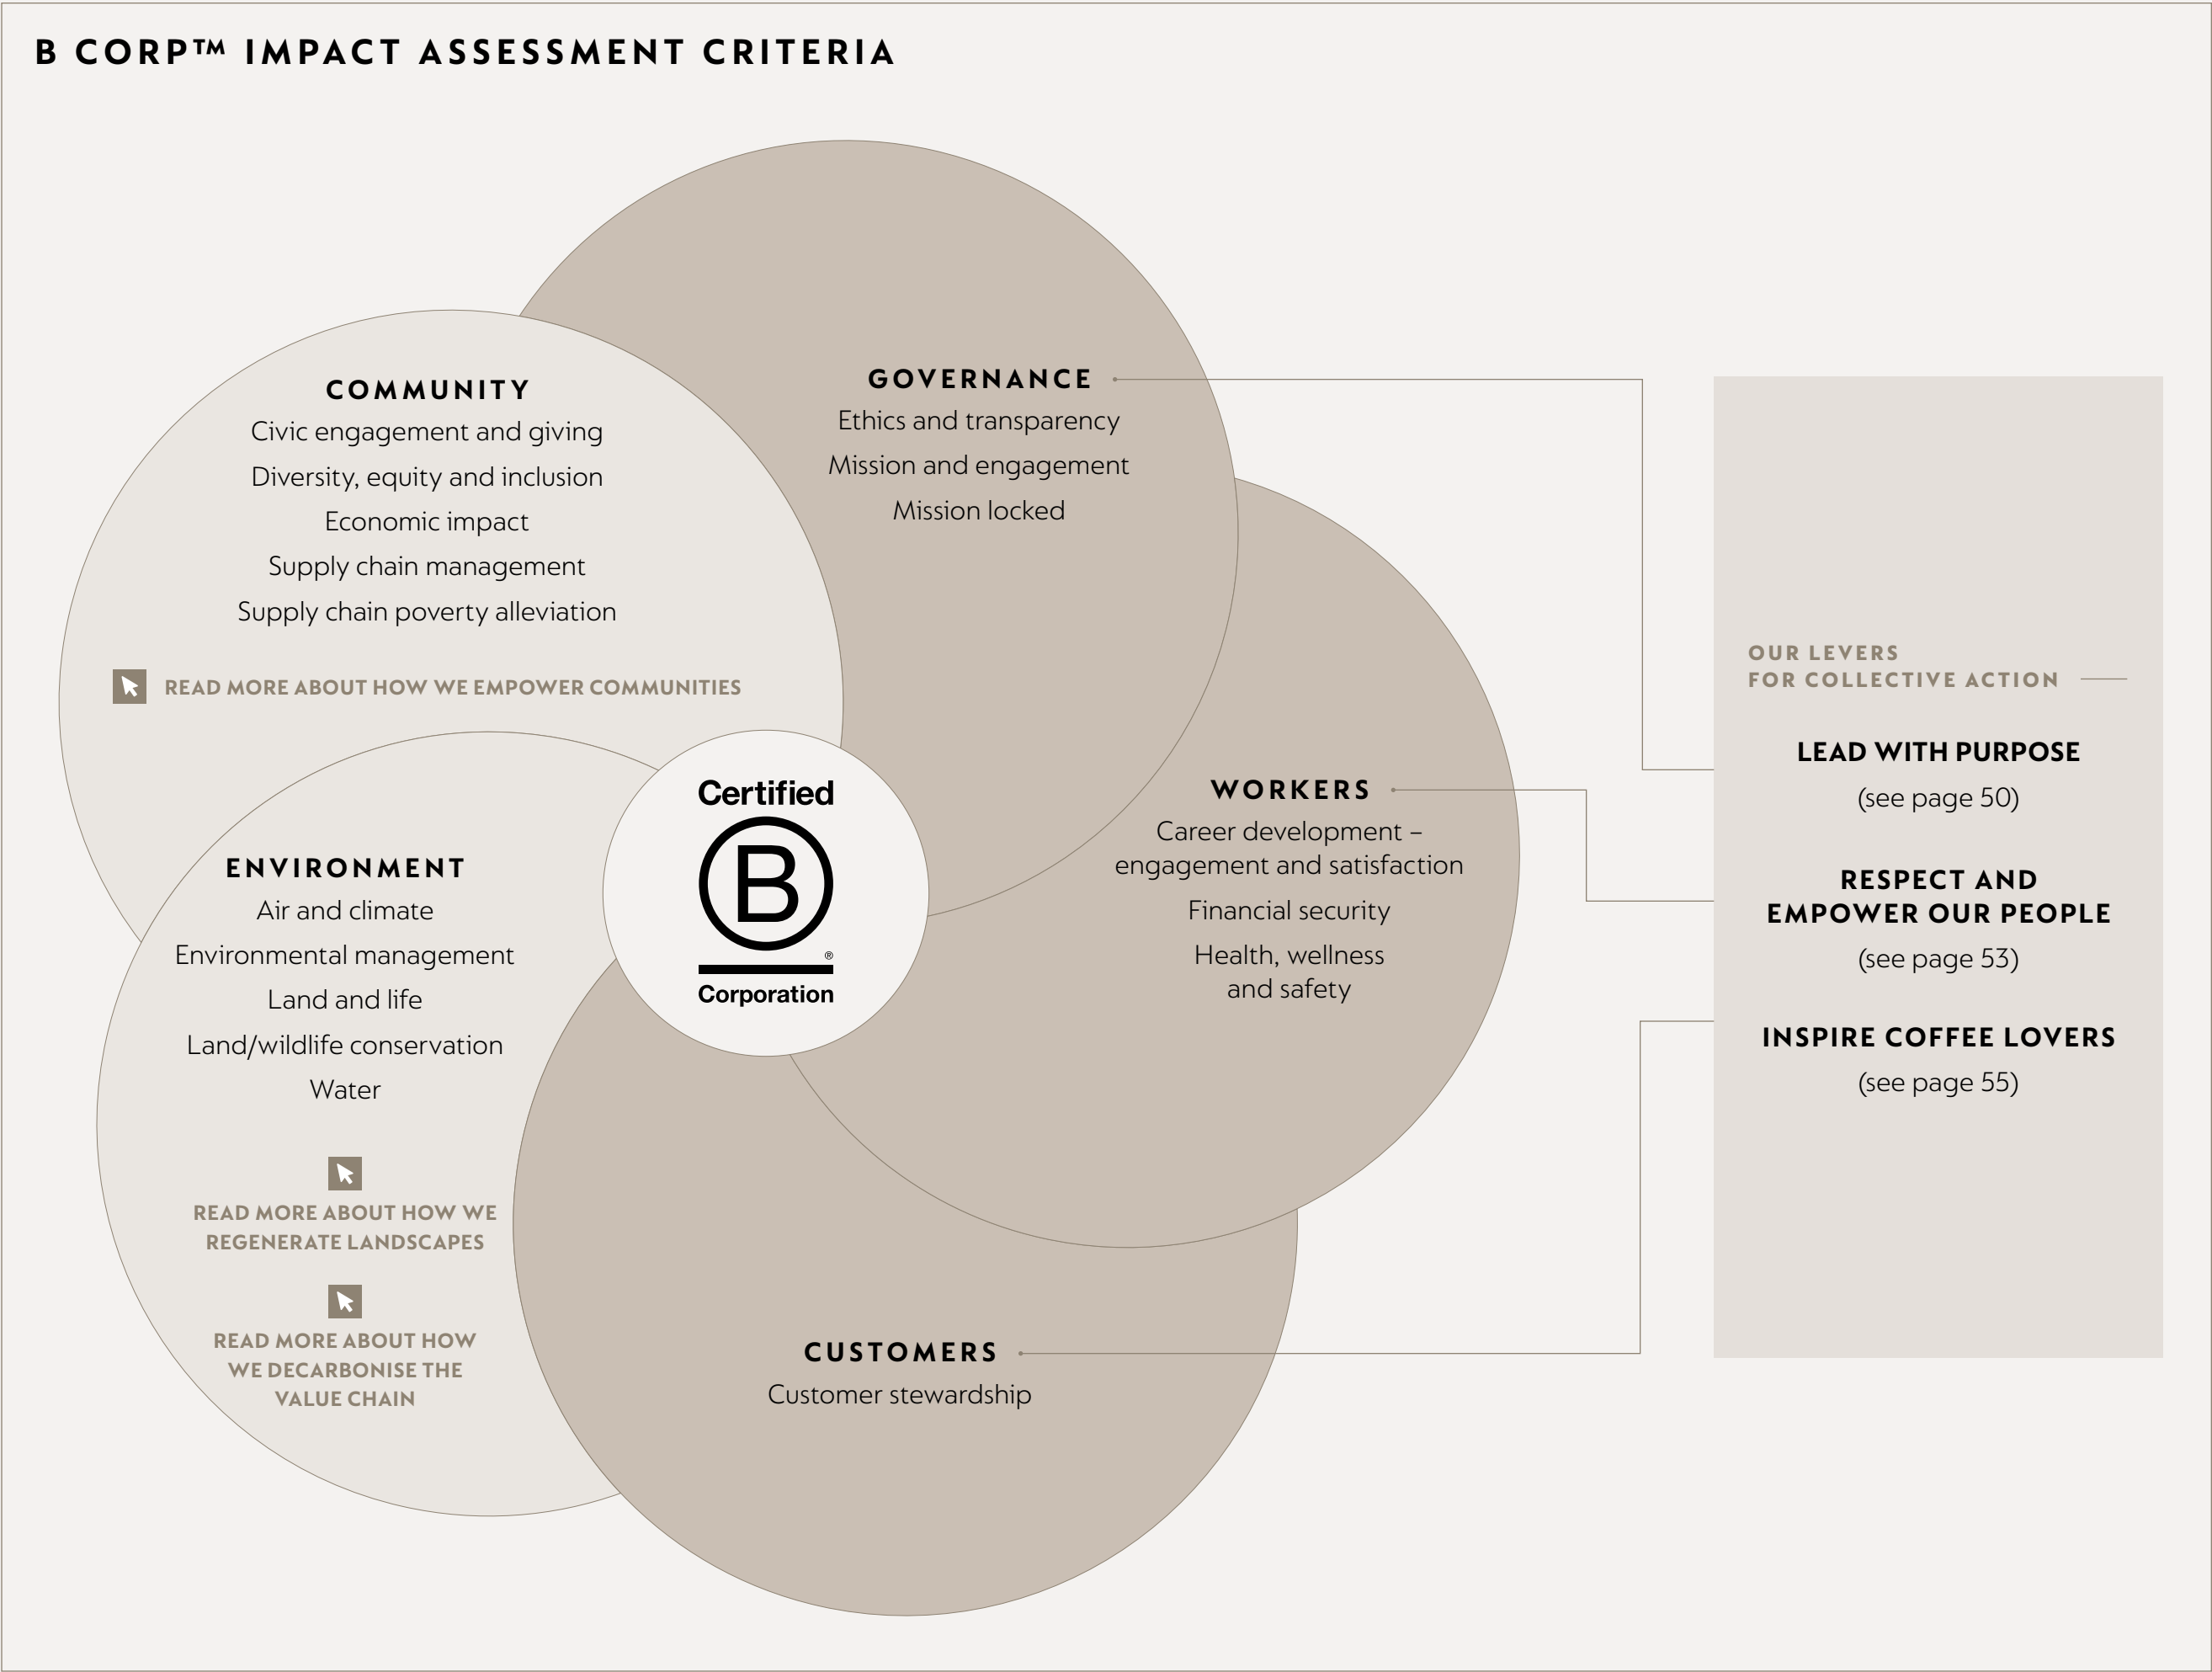 B CORP™ IMPACT ASSESSMENT CRITERIA
COMMUNITY
Civic engagement and giving
Diversity, equity and inclusion
Economic impact
Supply chain management
Supply chain poverty alleviation
READ MORE ABOUT HOW WE EMPOWER COMMUNITIES
GOVERNANCE
Ethics and transparency
Mission and engagement
Mission locked
ENVIRONMENT
Air and climate
Environmental management
Land and life
Land/wildlife conservation
Water
READ MORE ABOUT HOW WE
REGENERATE LANDSCAPES
READ MORE ABOUT HOW
WE DECARBONISE THE
VALUE CHAIN
Certified
B
®
Corporation
WORKERS
Career development –
engagement and satisfaction
Financial security
Health, wellness
and safety
CUSTOMERS
Customer stewardship
OUR LEVERS
FOR COLLECTIVE ACTION
LEAD WITH PURPOSE
(see page 50)
RESPECT AND
EMPOWER OUR PEOPLE
(see page 53)
INSPIRE COFFEE LOVERS
(see page 55)